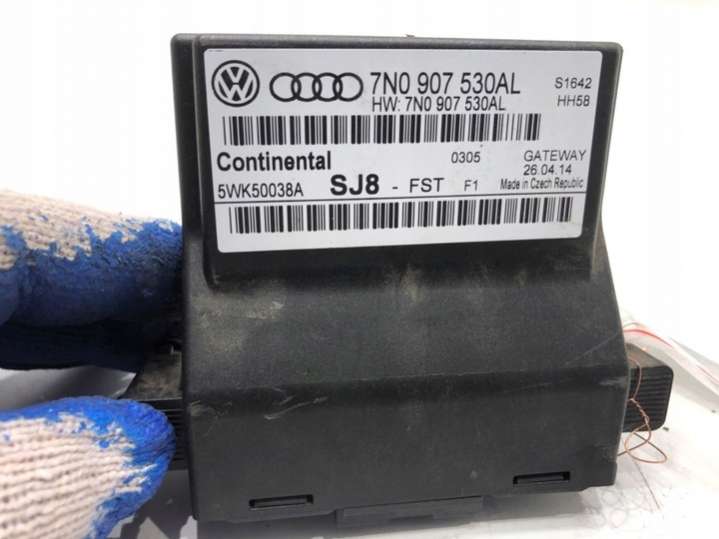 7N0 907 530AL S1642
HW: 7N0 907 530AL HH58
Continental 0305 GATEWAY
26.04.14
5WK50038A SJ8 - FST F1 Made in Czech Republic